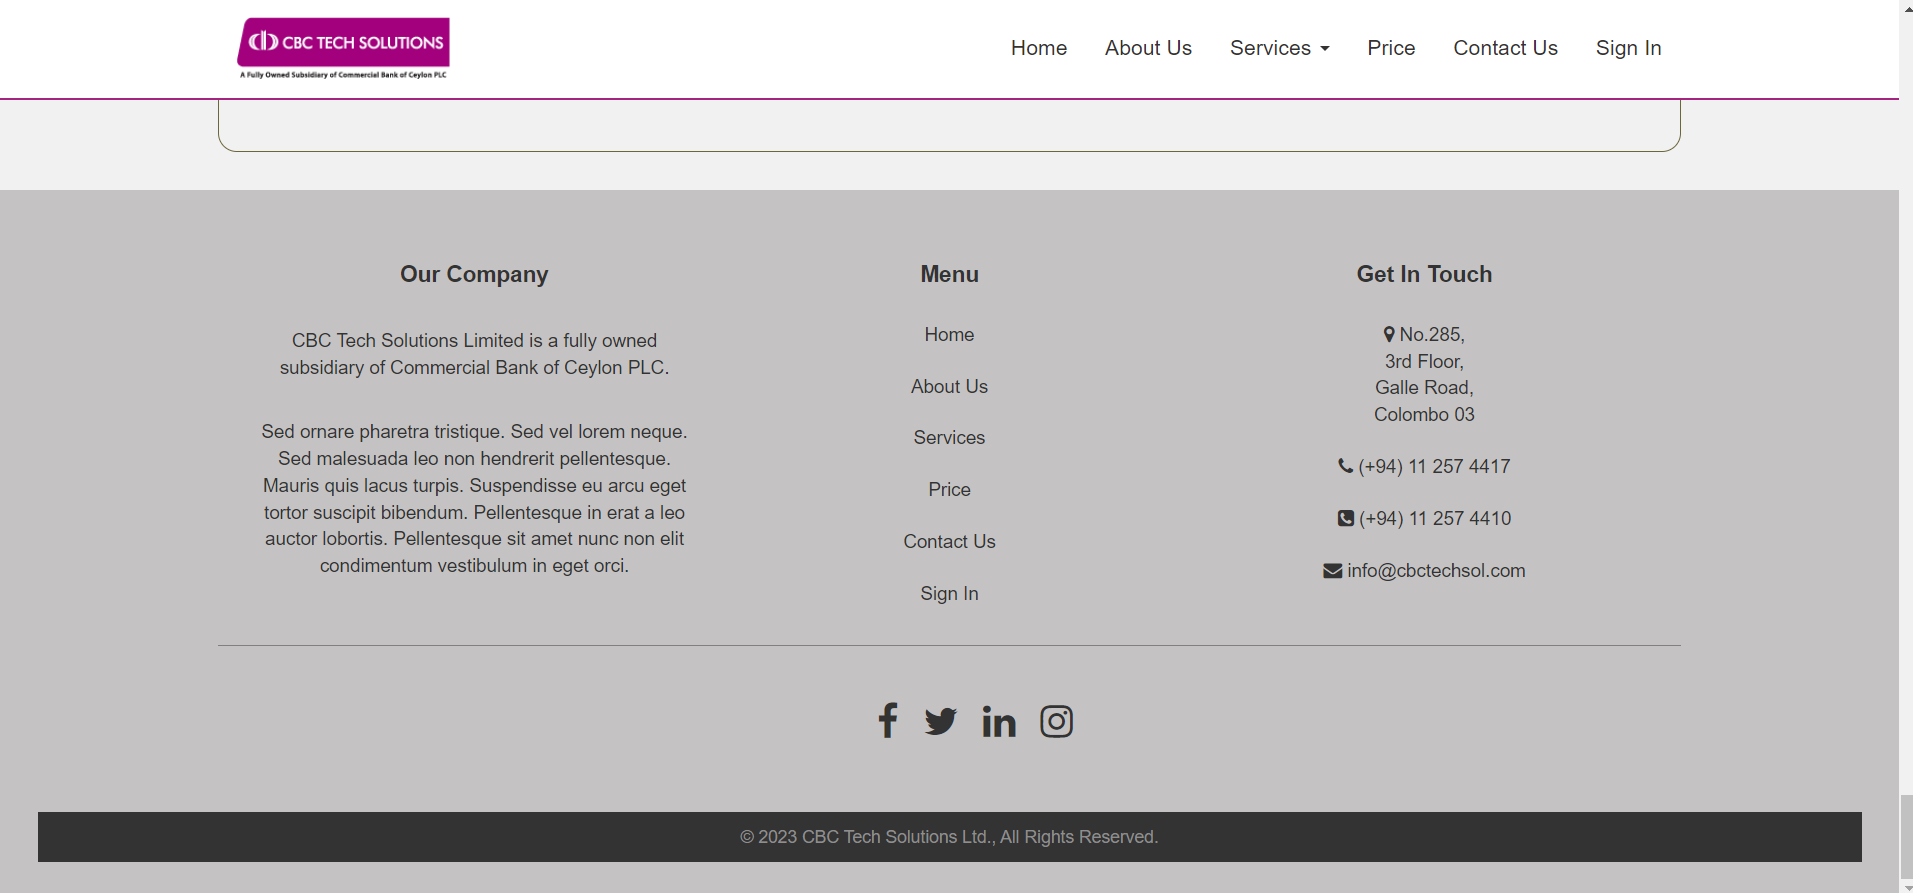 CBC TECH SOLUTIONS
A Fully Owned Subsidiary of Commercial Bank of Ceylon PLC
Home
About Us
Services
Price
Contact Us
Sign In
Our Company
CBC Tech Solutions Limited is a fully owned
subsidiary of Commercial Bank of Ceylon PLC.
Sed ornare pharetra tristique. Sed vel lorem neque.
Sed malesuada leo non hendrerit pellentesque.
Mauris quis lacus turpis. Suspendisse eu arcu eget
tortor suscipit bibendum. Pellentesque in erat a leo
auctor lobortis. Pellentesque sit amet nunc non elit
condimentum vestibulum in eget orci.
Menu
Home
About Us
Services
Price
Contact Us
Sign In
Get In Touch
No.285,
3rd Floor,
Galle Road,
Colombo 03
(+94) 11 257 4417
(+94) 11 257 4410
info@cbctechsol.com
© 2023 CBC Tech Solutions Ltd., All Rights Reserved.